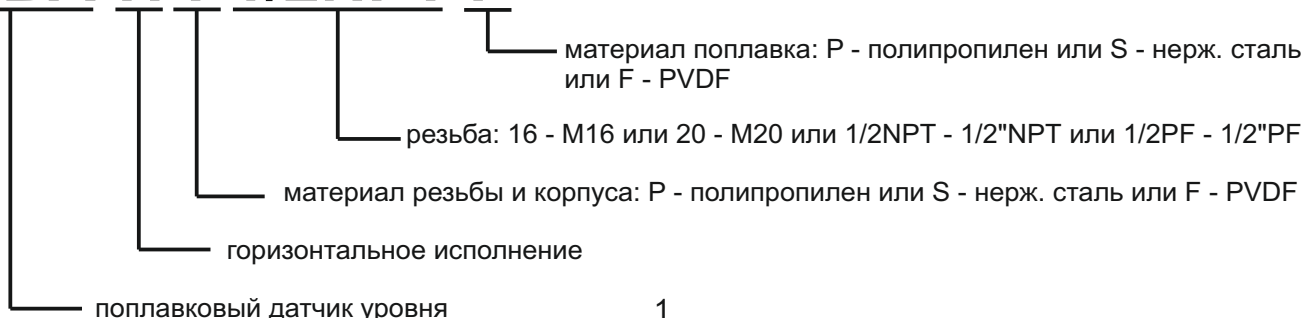 материал поплавка: P - полипропилен или S - нерж. сталь
или F - PVDF
резьба: 16 - M16 или 20 - M20 или 1/2NPT - 1/2"NPT или 1/2PF - 1/2"PF
материал резьбы и корпуса: P - полипропилен или S - нерж. сталь или F - PVDF
горизонтальное исполнение
поплавковый датчик уровня
1